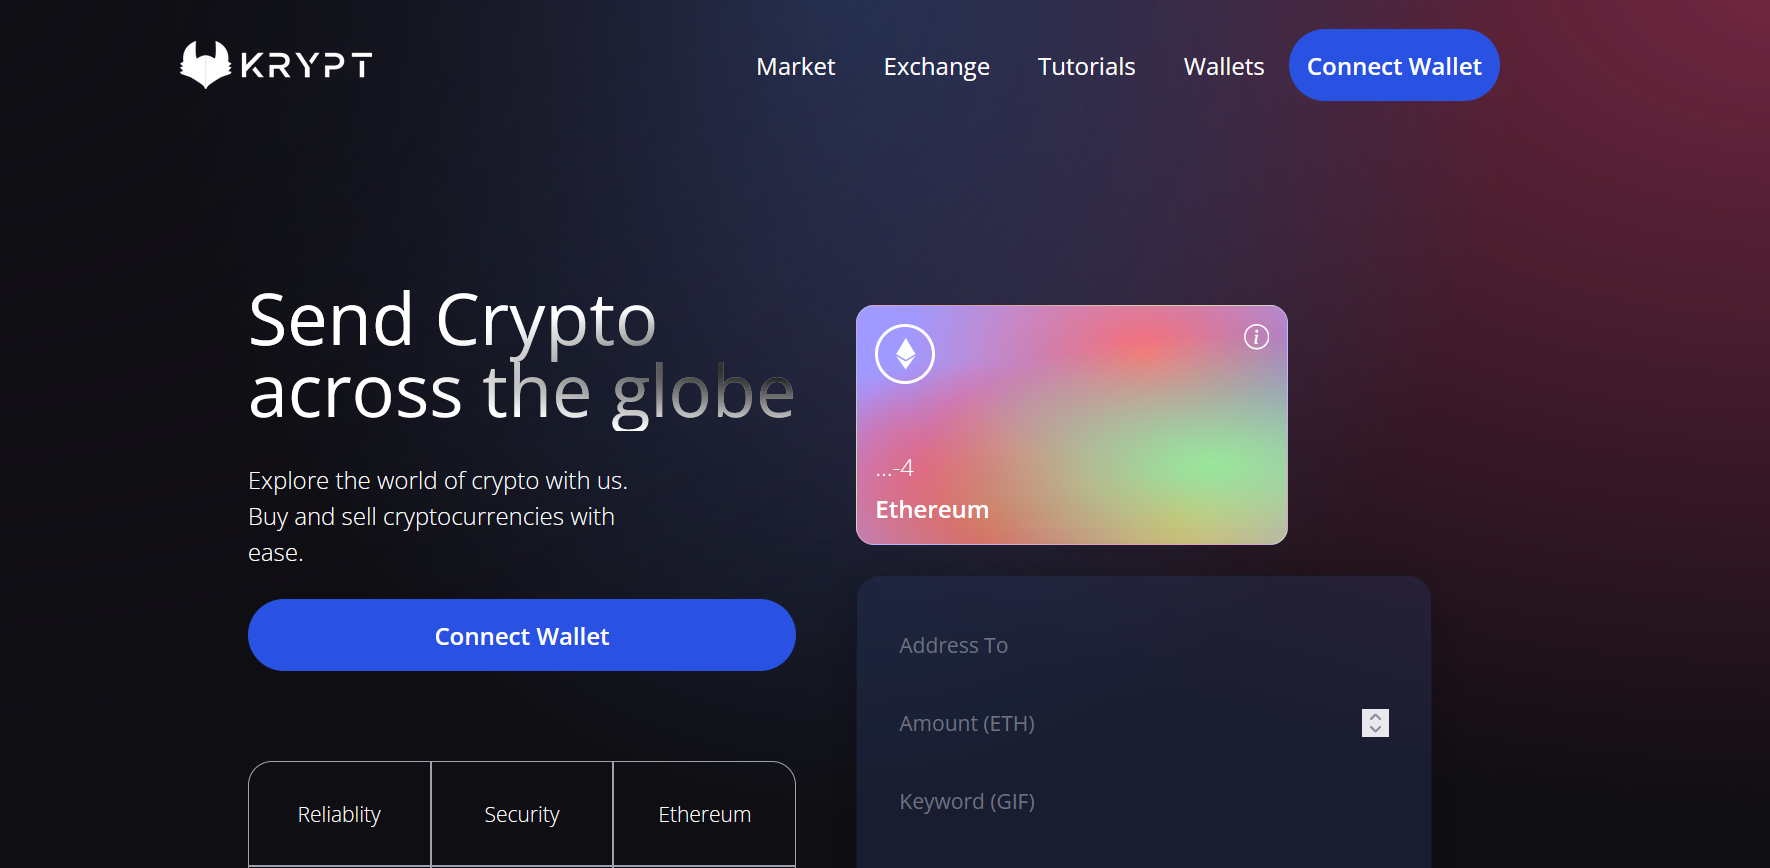 KRYPT
Market
Exchange
Tutorials
Wallets
Connect Wallet
Send Crypto
across the globe
Explore the world of crypto with us.
Buy and sell cryptocurrencies with
ease.
Connect Wallet
Reliablity
Security
Ethereum
...-4
Ethereum
Address To
Amount (ETH)
Keyword (GIF)